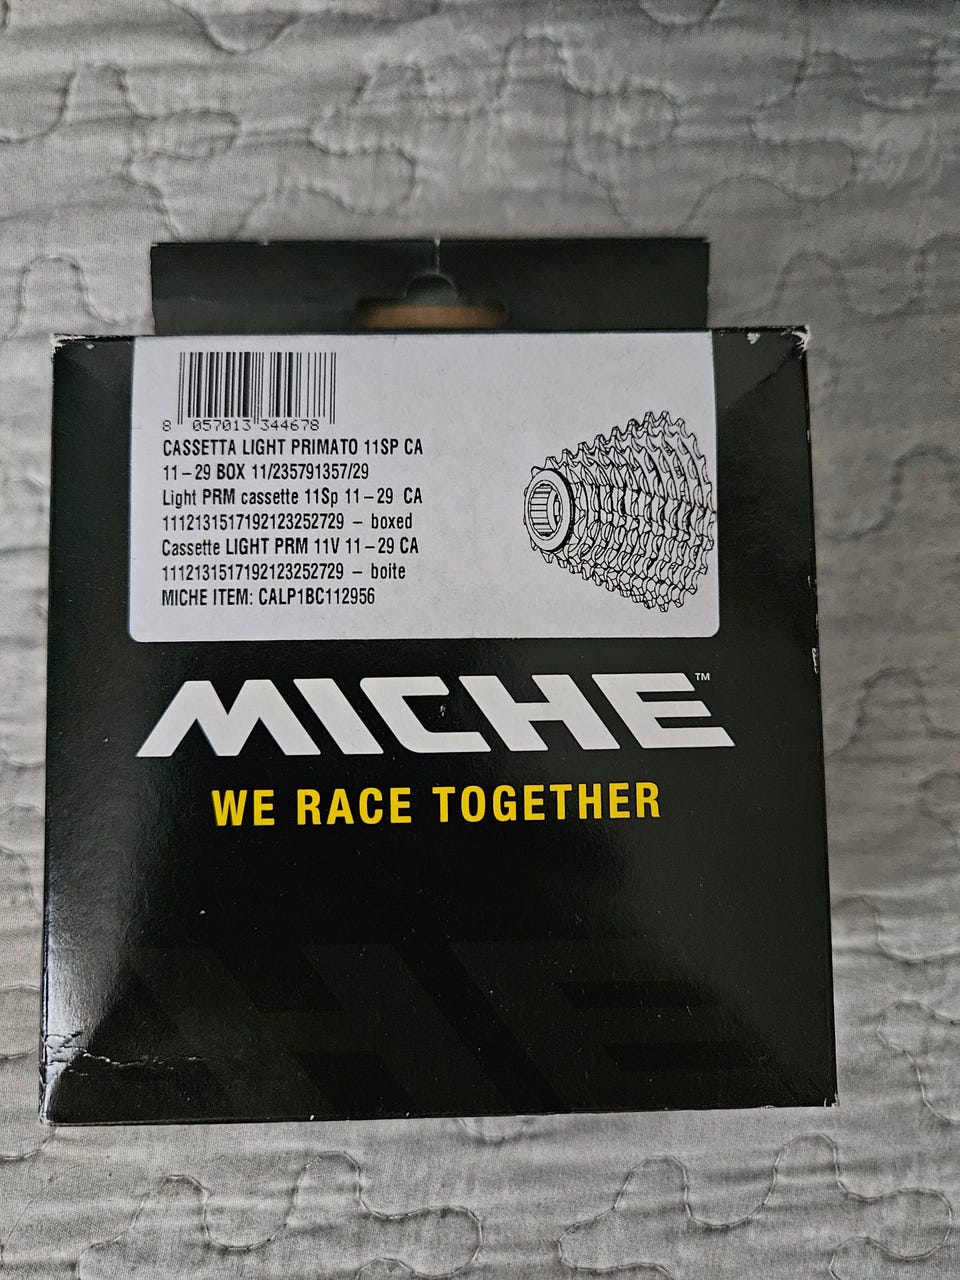 8 057013 344678
CASSETTA LIGHT PRIMATO 11SP CA
11-29 BOX 11/235791357/29
Light PRM cassette 11Sp 11-29 CA
1112131517192123252729 - boxed
Cassette LIGHT PRM 11V 11-29 CA
1112131517192123252729 - boite
MICHE ITEM: CALP1BC112956
MICHE™
WE RACE TOGETHER